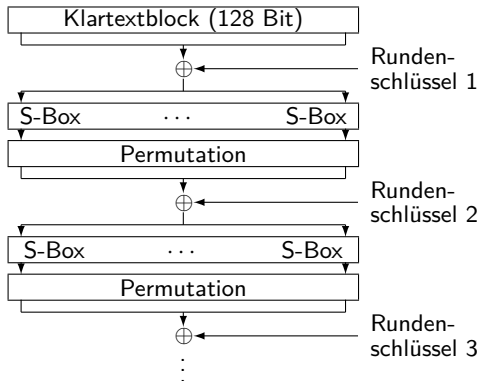 Klartextblock (128 Bit)
Runden-
schlüssel 1
S-Box ··· S-Box
Permutation
Runden-
schlüssel 2
S-Box ··· S-Box
Permutation
Runden-
schlüssel 3